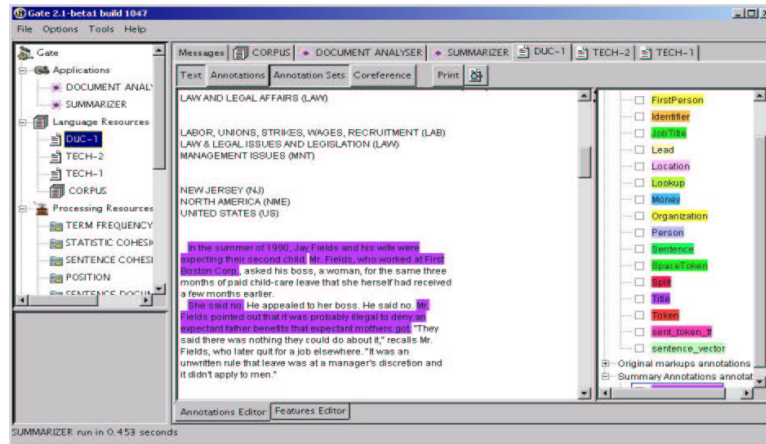 Gate 2.1-beta1 build 1047
File Options Tools Help
Gate
Applications
DOCUMENT ANAL
SUMMARIZER
Language Resources
DUC-1
TECH-2
TECH-1
CORPUS
Processing Resources
TERM FREQUENCY
STATISTIC COHESI
SENTENCE COHESI
POSITION
SENTENCE DOCUM
Messages CORPUS DOCUMENT ANALYSER SUMMARIZER DUC-1 TECH-2 TECH-1
Text Annotations Annotation Sets Coreference Print
LAW AND LEGAL AFFAIRS (LAW)
LABOR, UNIONS, STRIKES, WAGES, RECRUITMENT (LAB)
LAW & LEGAL ISSUES AND LEGISLATION (LAW)
MANAGEMENT ISSUES (MNT)
NEW JERSEY (NJ)
NORTH AMERICA (NME)
UNITED STATES (US)
In the summer of 1990, Jay Fields and his wife were
expecting their second child. Mr. Fields, who worked at First
Boston Corp., asked his boss, a woman, for the same three
months of paid child-care leave that she herself had received
a few months earlier.
She said no. He appealed to her boss. He said no. Mr.
Fields pointed out that it was probably illegal to deny an
expectant father benefits that expectant mothers got. "They
said there was nothing they could do about it," recalls Mr.
Fields, who later quit for a job elsewhere. "It was an
unwritten rule that leave was at a manager's discretion and
it didn't apply to men."
FirstPerson
Identifier
JobTitle
Lead
Location
Lookup
Money
Organization
Person
Sentence
SpaceToken
Split
Title
Token
sent_token_tf
sentence_vector
Original markups annotations
Summary Annotations annotat
Annotations Editor Features Editor
SUMMARIZER run in 0.453 seconds